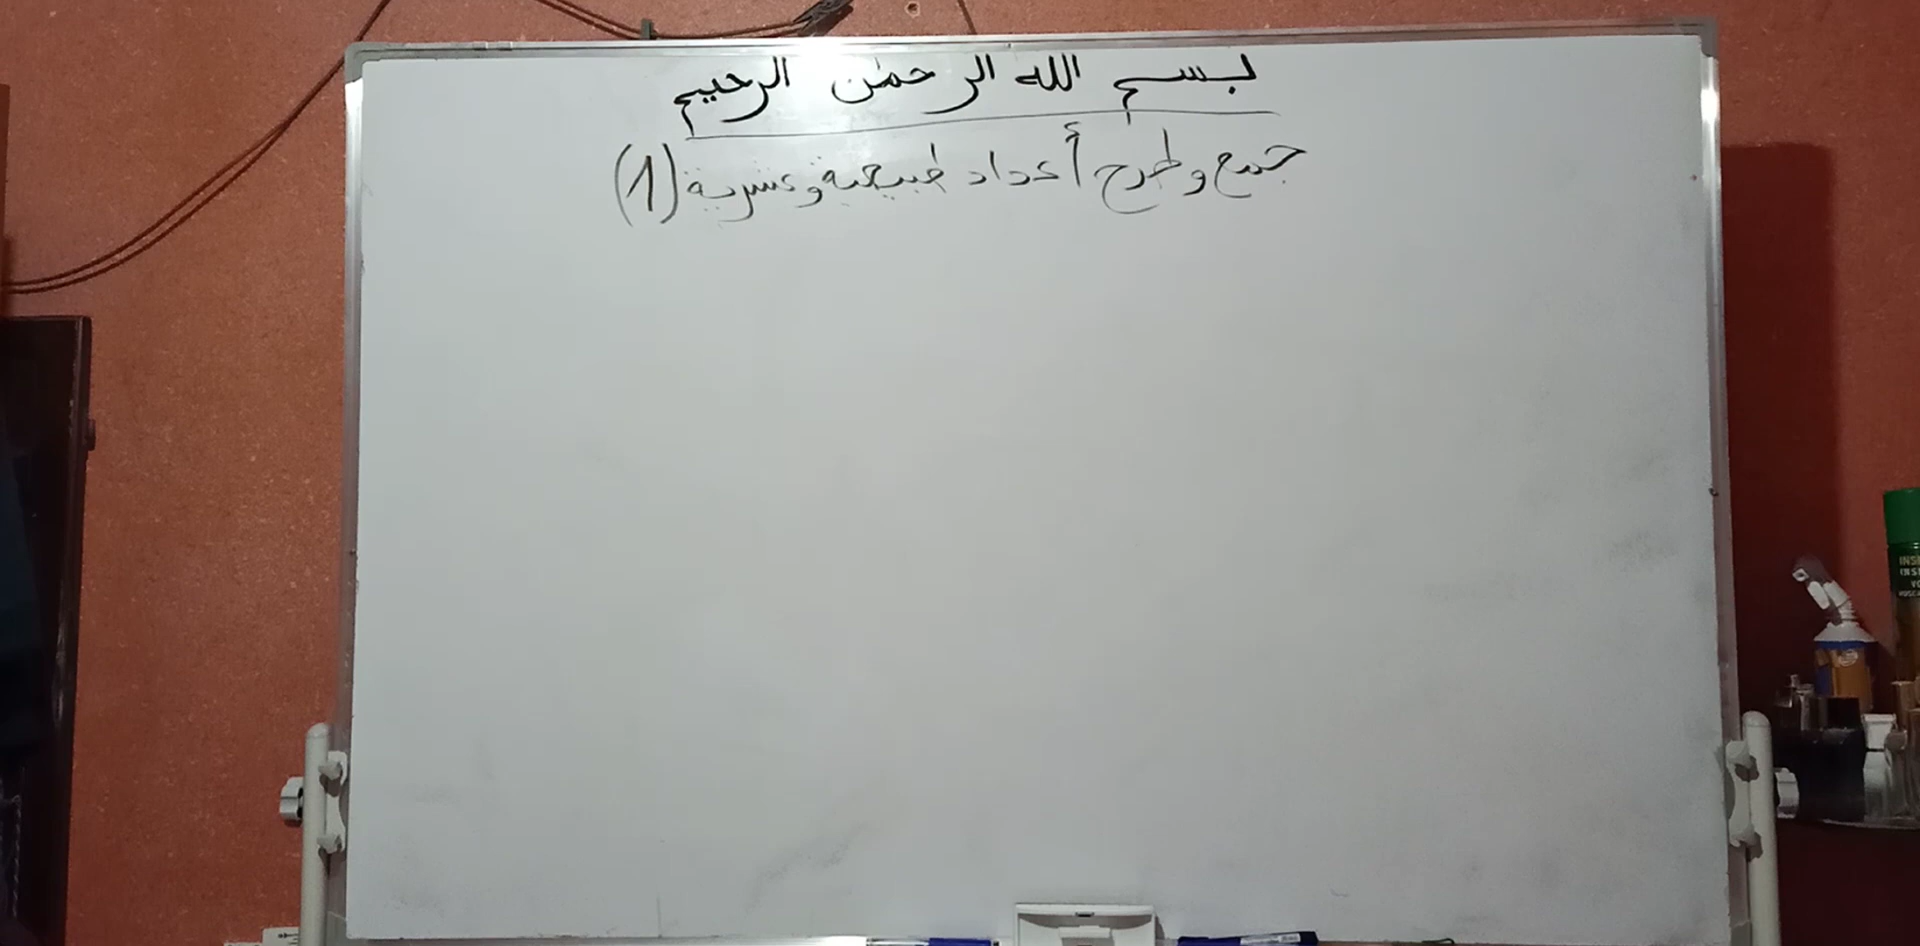 بسم الله الرحمن الرحيم
جمع وطرح أعداد طبيعية وعشرية (1)